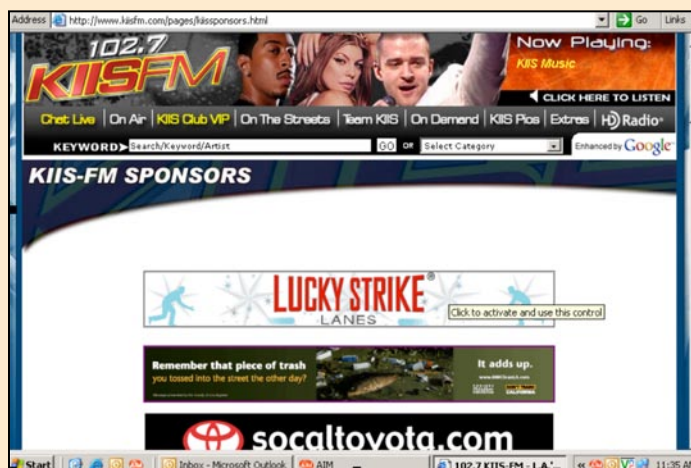 Address http://www.kiisfm.com/pages/kiissponsors.html Go Links
102.7
KIISFM
Now Playing:
KIIS Music
CLICK HERE TO LISTEN
Chat Live On Air KIIS Club VIP On The Streets Team KIIS On Demand KIIS Pics Extras HD Radio
KEYWORD Search/Keyword/Artist GO OR Select Category Enhanced by Google
KIIS-FM SPONSORS
LUCKY STRIKE®
LANES
Click to activate and use this control
Remember that piece of trash
you tossed into the street the other day?
It adds up.
socaltoyota.com
Start Inbox - Microsoft Outlook AIM 102.7 KIIS-FM - L.A.'... 11:35 AM